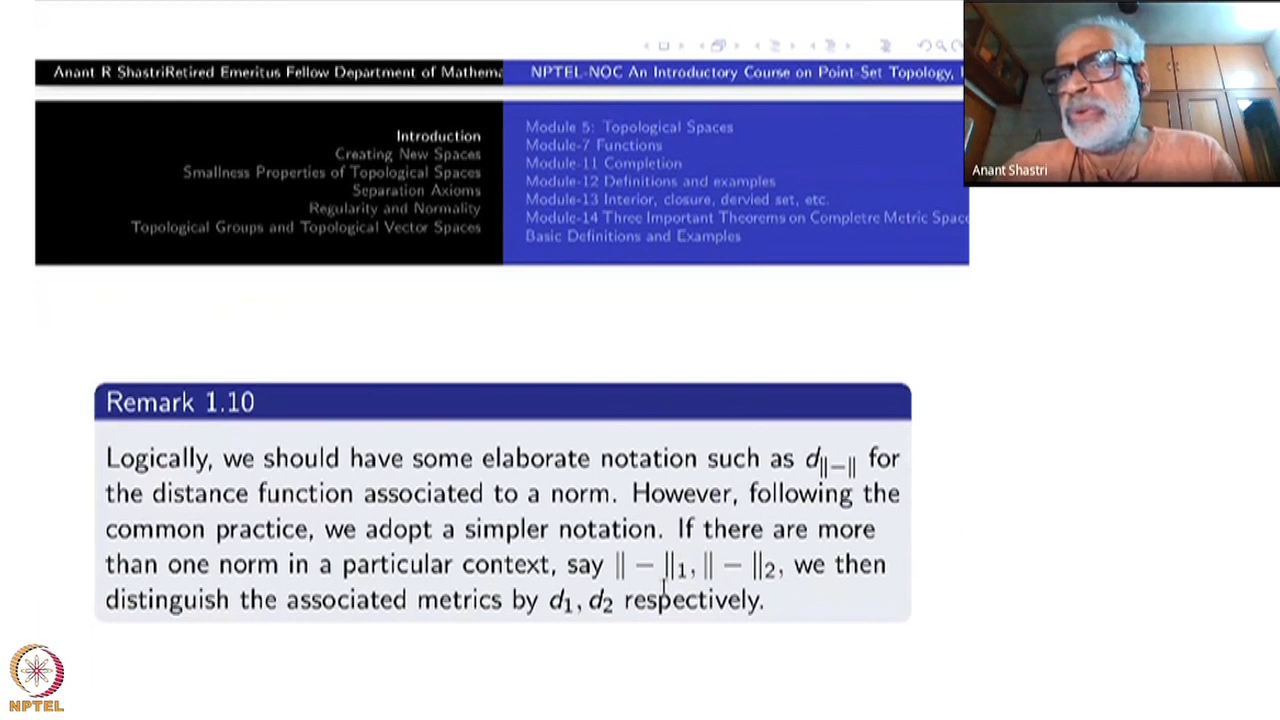 Anant R ShastriRetired Emeritus Fellow Department of Mathema
NPTEL-NOC An Introductory Course on Point-Set Topology,
Introduction
Creating New Spaces
Smallness Properties of Topological Spaces
Separation Axioms
Regularity and Normality
Topological Groups and Topological Vector Spaces
Module 5: Topological Spaces
Module-7 Functions
Module-11 Completion
Module-12 Definitions and examples
Module-13 Interior, closure, dervied set, etc.
Module-14 Three Important Theorems on Completre Metric Space
Basic Definitions and Examples
Anant Shastri
Remark 1.10
Logically, we should have some elaborate notation such as d‖−‖ for
the distance function associated to a norm. However, following the
common practice, we adopt a simpler notation. If there are more
than one norm in a particular context, say ‖ − ‖₁, ‖ − ‖₂, we then
distinguish the associated metrics by d₁, d₂ respectively.
NPTEL